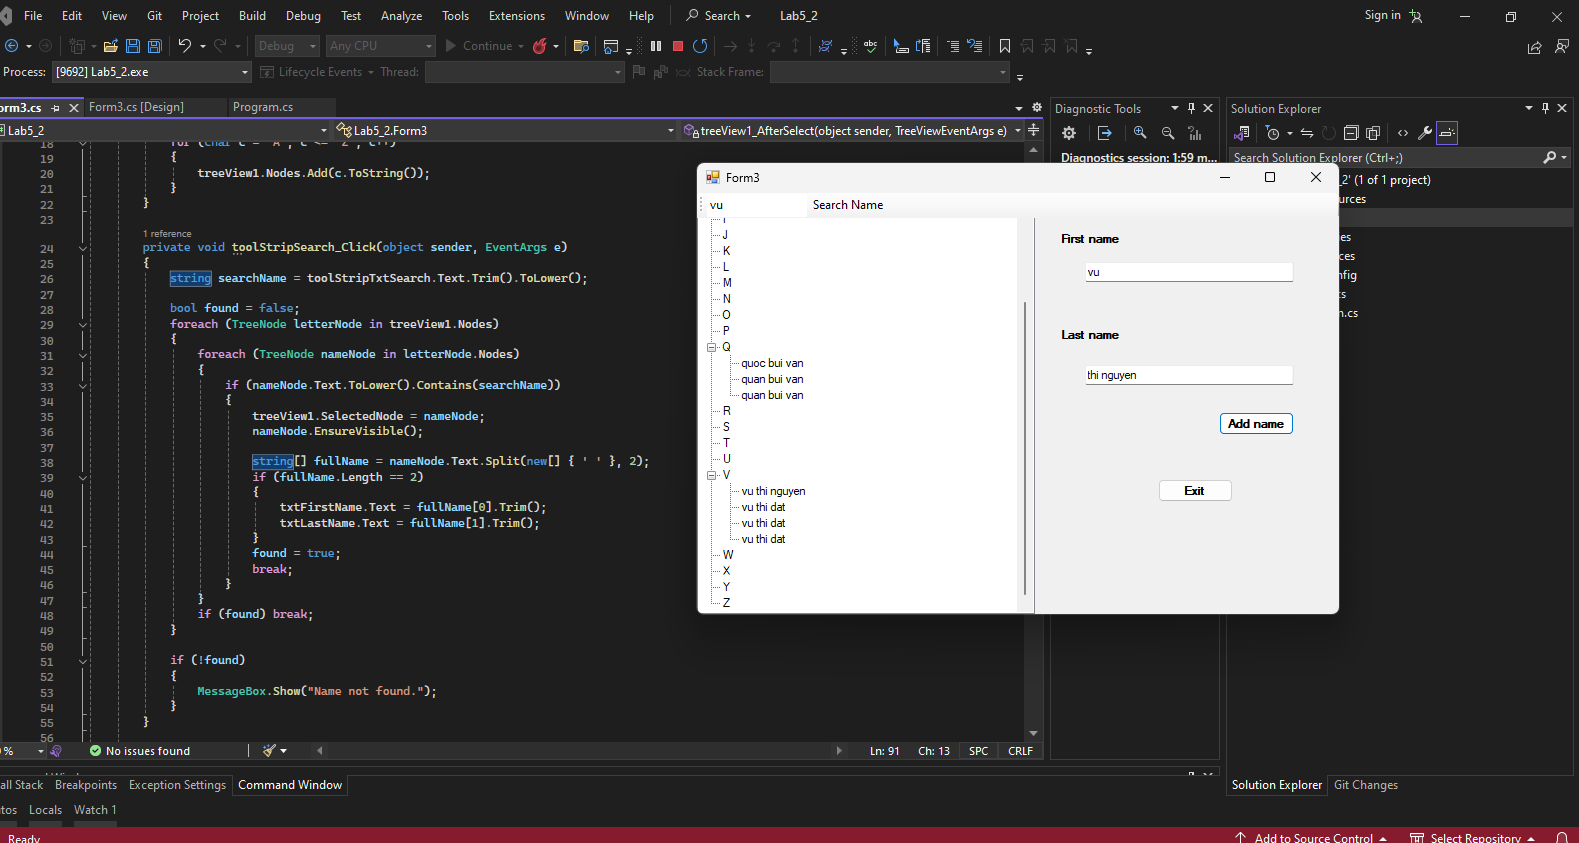 File Edit View Git Project Build Debug Test Analyze Tools Extensions Window Help Search Lab5_2 Sign in
Debug Any CPU Continue
Process: [9692] Lab5_2.exe Lifecycle Events Thread: Stack Frame:
orm3.cs Form3.cs [Design] Program.cs
Lab5_2 Lab5_2.Form3 treeView1_AfterSelect(object sender, TreeViewEventArgs e)
18
19 {
20 treeView1.Nodes.Add(c.ToString());
21 }
22 }
23
1 reference
24 private void toolStripSearch_Click(object sender, EventArgs e)
25 {
26 string searchName = toolStripTxtSearch.Text.Trim().ToLower();
27
28 bool found = false;
29 foreach (TreeNode letterNode in treeView1.Nodes)
30 {
31 foreach (TreeNode nameNode in letterNode.Nodes)
32 {
33 if (nameNode.Text.ToLower().Contains(searchName))
34 {
35 treeView1.SelectedNode = nameNode;
36 nameNode.EnsureVisible();
37
38 string[] fullName = nameNode.Text.Split(new[] { ' ' }, 2);
39 if (fullName.Length == 2)
40 {
41 txtFirstName.Text = fullName[0].Trim();
42 txtLastName.Text = fullName[1].Trim();
43 }
44 found = true;
45 break;
46 }
47 }
48 if (found) break;
49 }
50
51 if (!found)
52 {
53 MessageBox.Show("Name not found.");
54 }
55 }
56
% No issues found Ln: 91 Ch: 13 SPC CRLF
all Stack Breakpoints Exception Settings Command Window
tos Locals Watch 1
Ready Add to Source Control Select Repository
Form3
vu Search Name
J
K
L
M
N
O
P
Q
quoc bui van
quan bui van
quan bui van
R
S
T
U
V
vu thi nguyen
vu thi dat
vu thi dat
vu thi dat
W
X
Y
Z
First name
vu
Last name
thi nguyen
Add name
Exit
Diagnostic Tools
Diagnostics session: 1:59 m...
Solution Explorer
Search Solution Explorer (Ctrl+;)
_2' (1 of 1 project)
urces
es
ces
nfig
cs
n.cs
Solution Explorer Git Changes